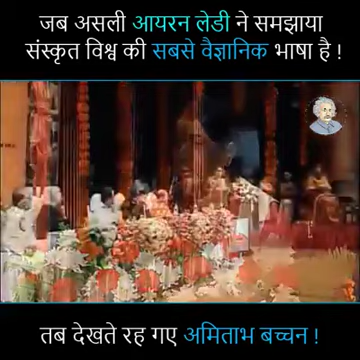 जब असली आयरन लेडी ने समझाया
संस्कृत विश्व की सबसे वैज्ञानिक भाषा है !
तब देखते रह गए अमिताभ बच्चन !